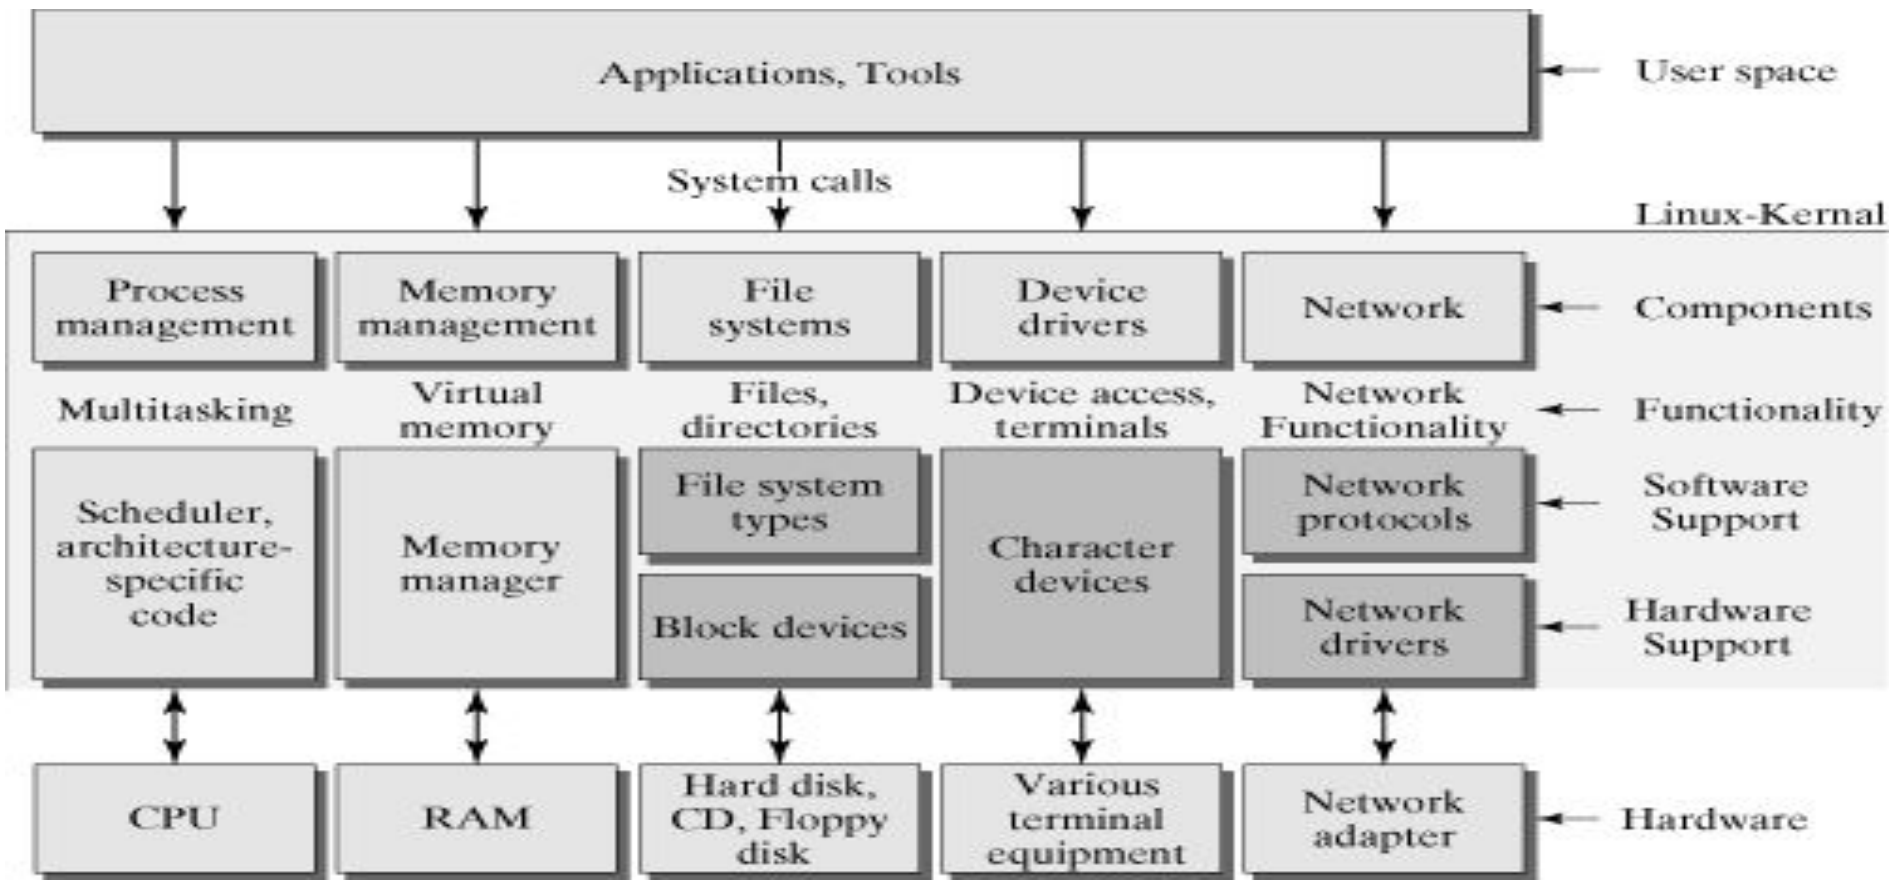 Applications, Tools
User space
System calls
Linux-Kernal
Process
management
Memory
management
File
systems
Device
drivers
Network
Components
Multitasking
Virtual
memory
Files,
directories
Device access,
terminals
Network
Functionality
Functionality
Scheduler,
architecture-
specific
code
Memory
manager
File system
types
Block devices
Character
devices
Network
protocols
Network
drivers
Software
Support
Hardware
Support
CPU
RAM
Hard disk,
CD, Floppy
disk
Various
terminal
equipment
Network
adapter
Hardware